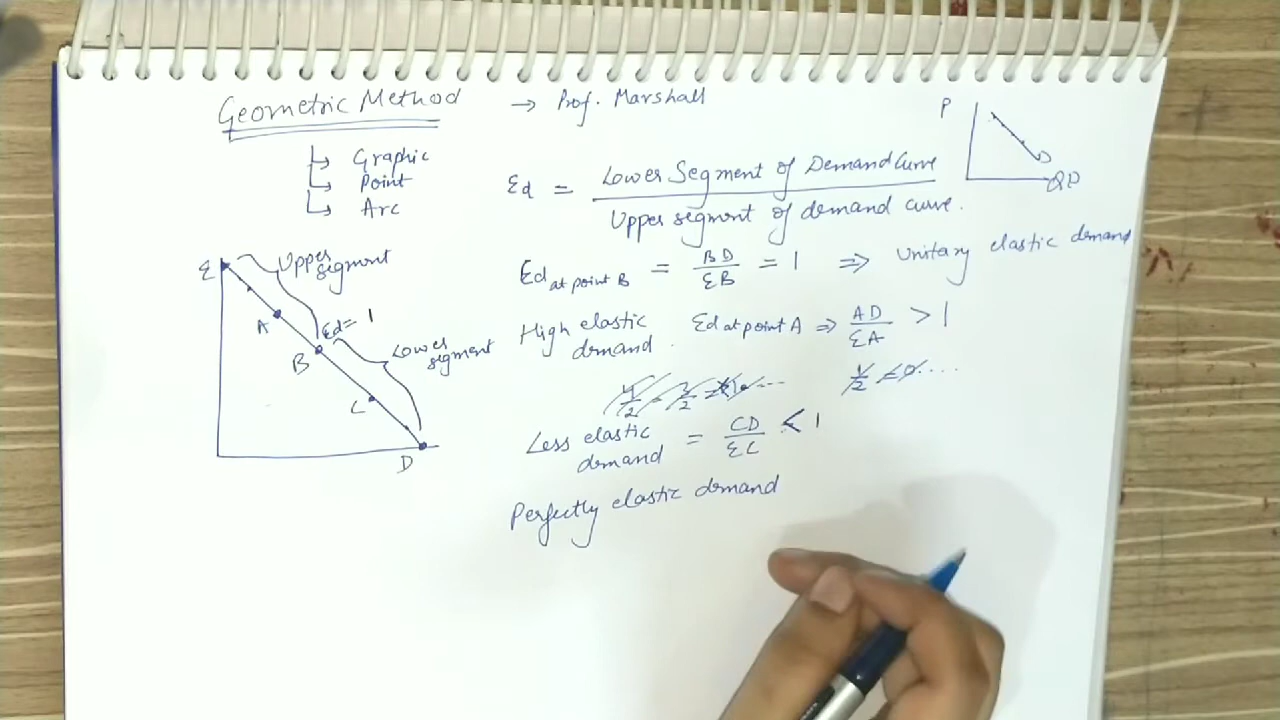 Geometric Method → Prof. Marshall
Graphic
Point
Arc
P
D
QD
Ed = Lower Segment of Demand Curve
Upper segment of demand curve.
E
Upper segment
A
Ed = 1
B
Lower segment
C
D
Ed at point B = BD / EB = 1 ⇒ Unitary elastic demand
High elastic demand. Ed at point A ⇒ AD / EA > 1
Less elastic demand = CD / EC < 1
Perfectly elastic demand